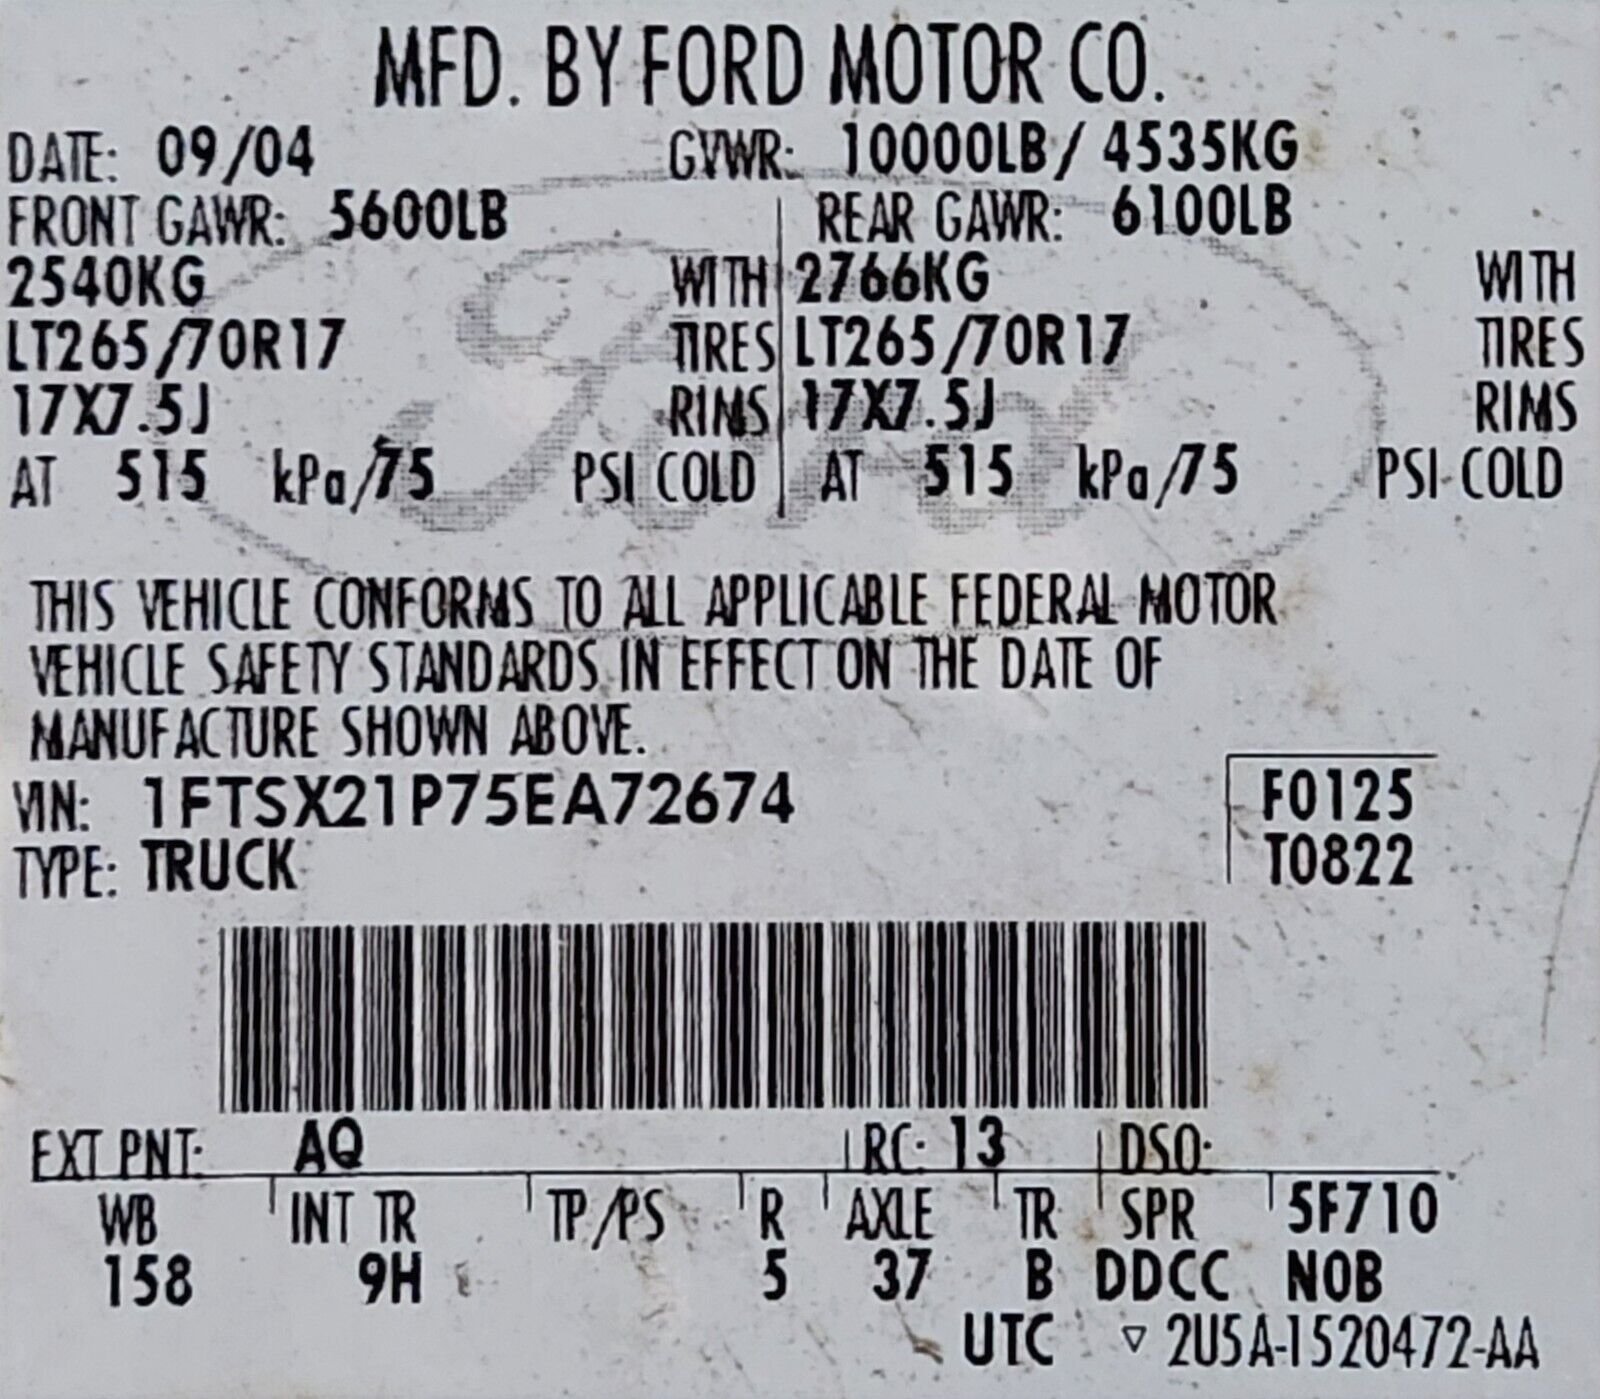 MFD. BY FORD MOTOR CO.
DATE: 09/04 GVWR: 10000LB/ 4535KG
FRONT GAWR: 5600LB REAR GAWR: 6100LB
2540KG WITH 2766KG WITH
LT265/70R17 TIRES LT265/70R17 TIRES
17X7.5J RIMS 17X7.5J RIMS
AT 515 kPa/75 PSI COLD AT 515 kPa/75 PSI COLD
Ford
THIS VEHICLE CONFORMS TO ALL APPLICABLE FEDERAL MOTOR
VEHICLE SAFETY STANDARDS IN EFFECT ON THE DATE OF
MANUFACTURE SHOWN ABOVE.
VIN: 1FTSX21P75EA72674 F0125
TYPE: TRUCK T0822
EXT PNT: AQ RC: 13 DSO:
WB INT TR TP/PS R AXLE TR SPR 5F710
158 9H 5 37 B DDCC NOB
UTC ▽ 2U5A-1520472-AA